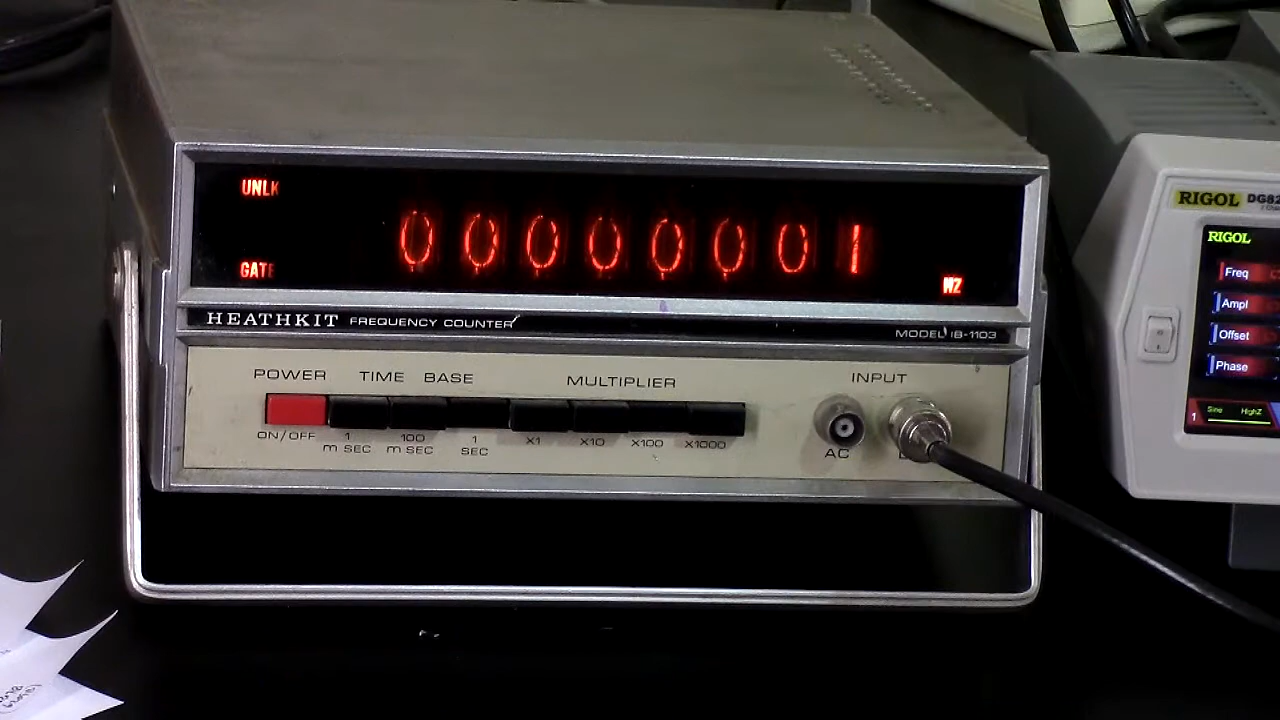 UNLK
GATE
00000001
HZ
HEATHKIT FREQUENCY COUNTER
MODEL IB-1103
POWER TIME BASE MULTIPLIER INPUT
ON/OFF
1 m SEC
100 m SEC
1 SEC
X1 X10 X100 X1000
AC
RIGOL DG82
RIGOL
Freq
Ampl
Offset
Phase
1 Sine HighZ